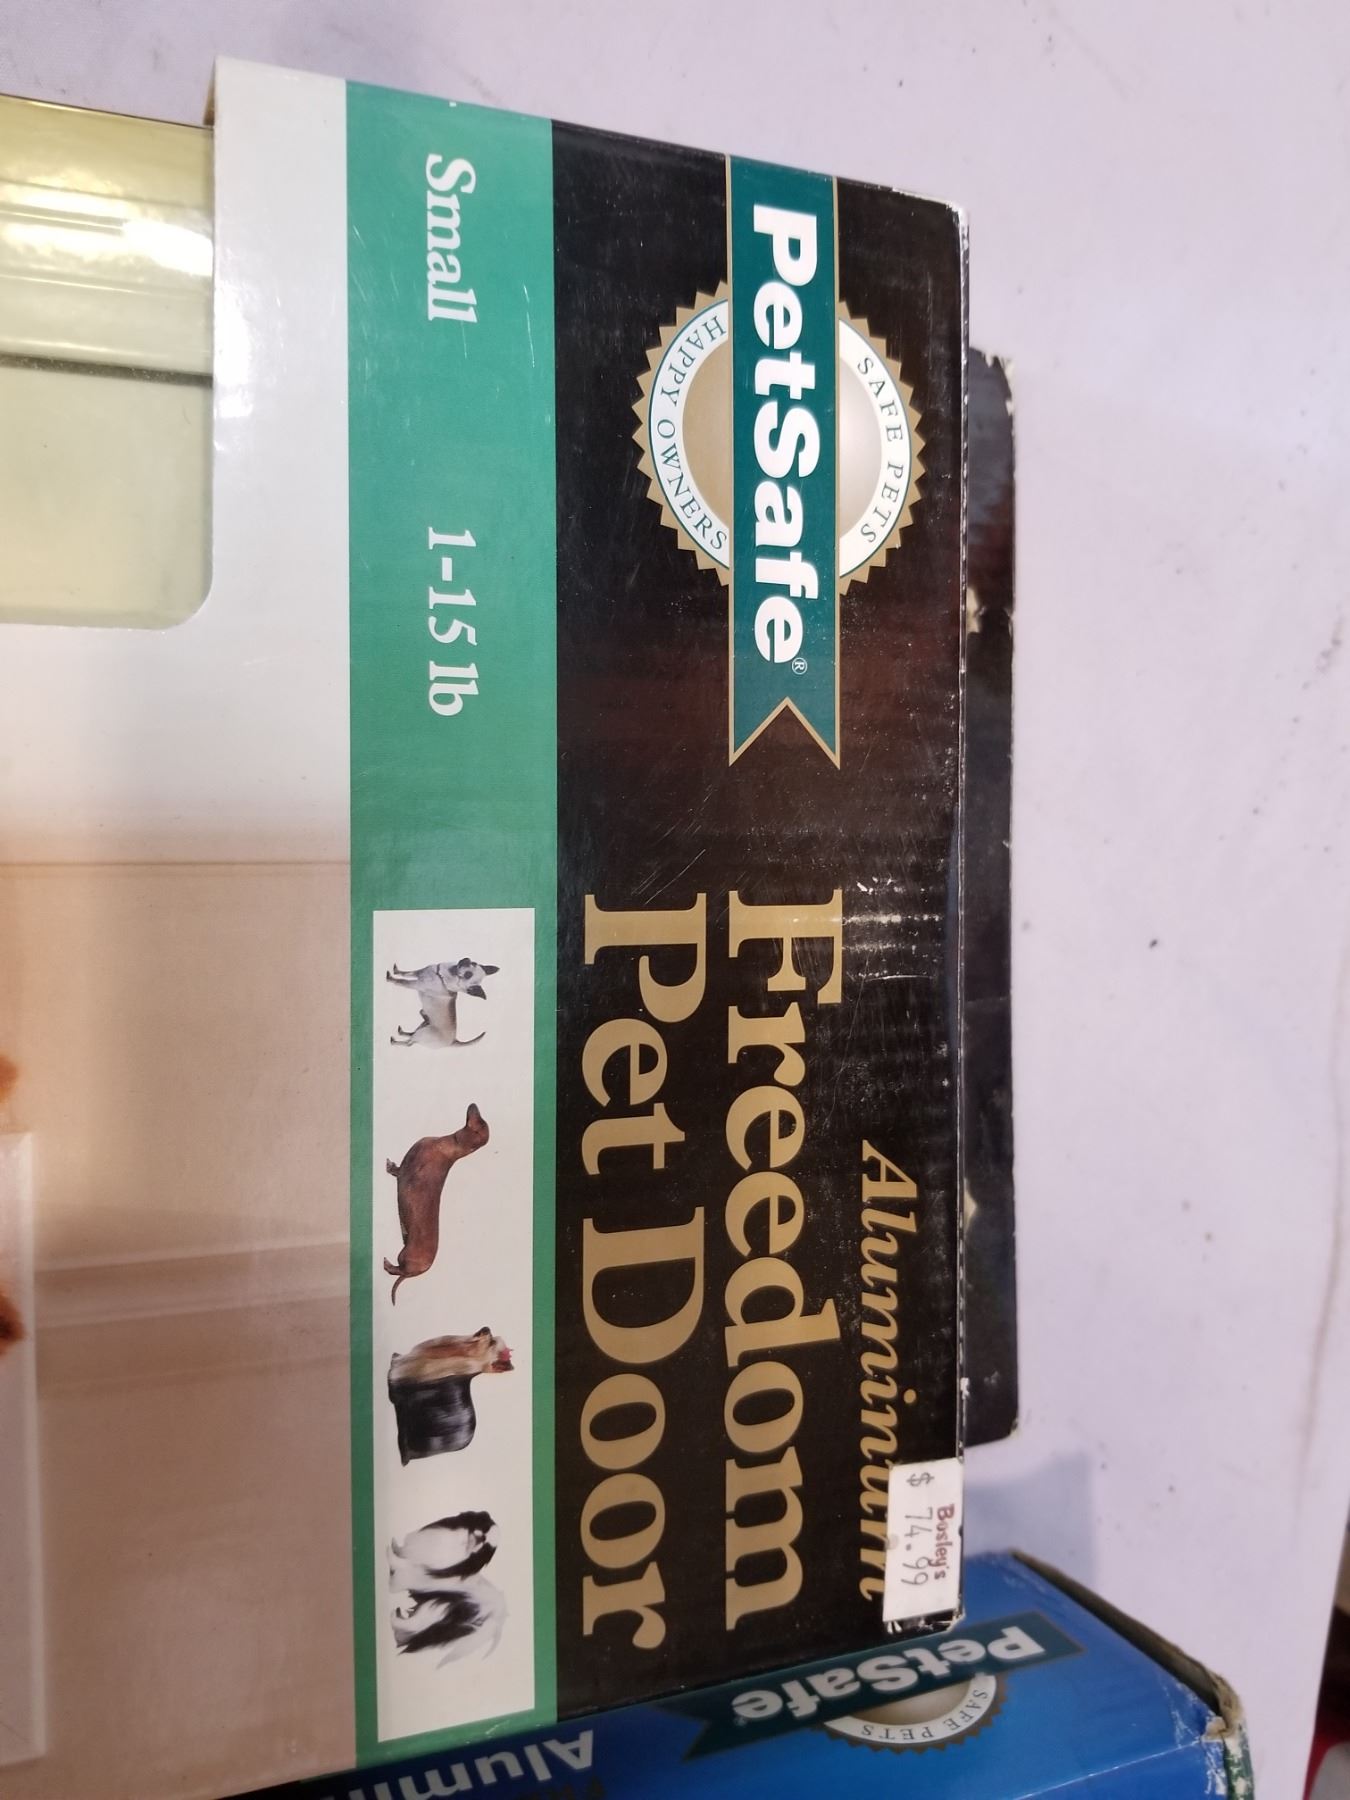 SAFE PETS
PetSafe®
HAPPY OWNERS
Aluminum
Freedom
Pet Door
Bosley's
$ 74.99
Small 1-15 lb
PetSafe
SAFE PETS